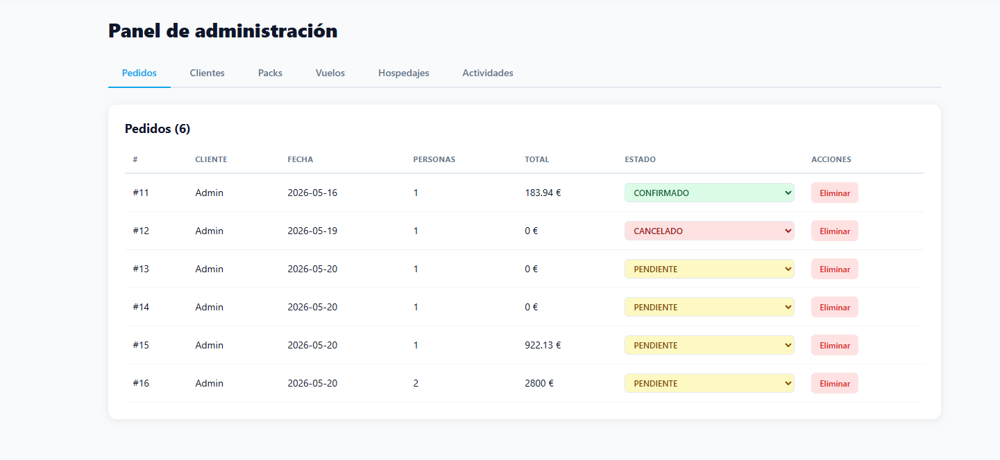 Panel de administración
Pedidos Clientes Packs Vuelos Hospedajes Actividades
Pedidos (6)
# CLIENTE FECHA PERSONAS TOTAL ESTADO ACCIONES
#11 Admin 2026-05-16 1 183.94 € CONFIRMADO Eliminar
#12 Admin 2026-05-19 1 0 € CANCELADO Eliminar
#13 Admin 2026-05-20 1 0 € PENDIENTE Eliminar
#14 Admin 2026-05-20 1 0 € PENDIENTE Eliminar
#15 Admin 2026-05-20 1 922.13 € PENDIENTE Eliminar
#16 Admin 2026-05-20 2 2800 € PENDIENTE Eliminar